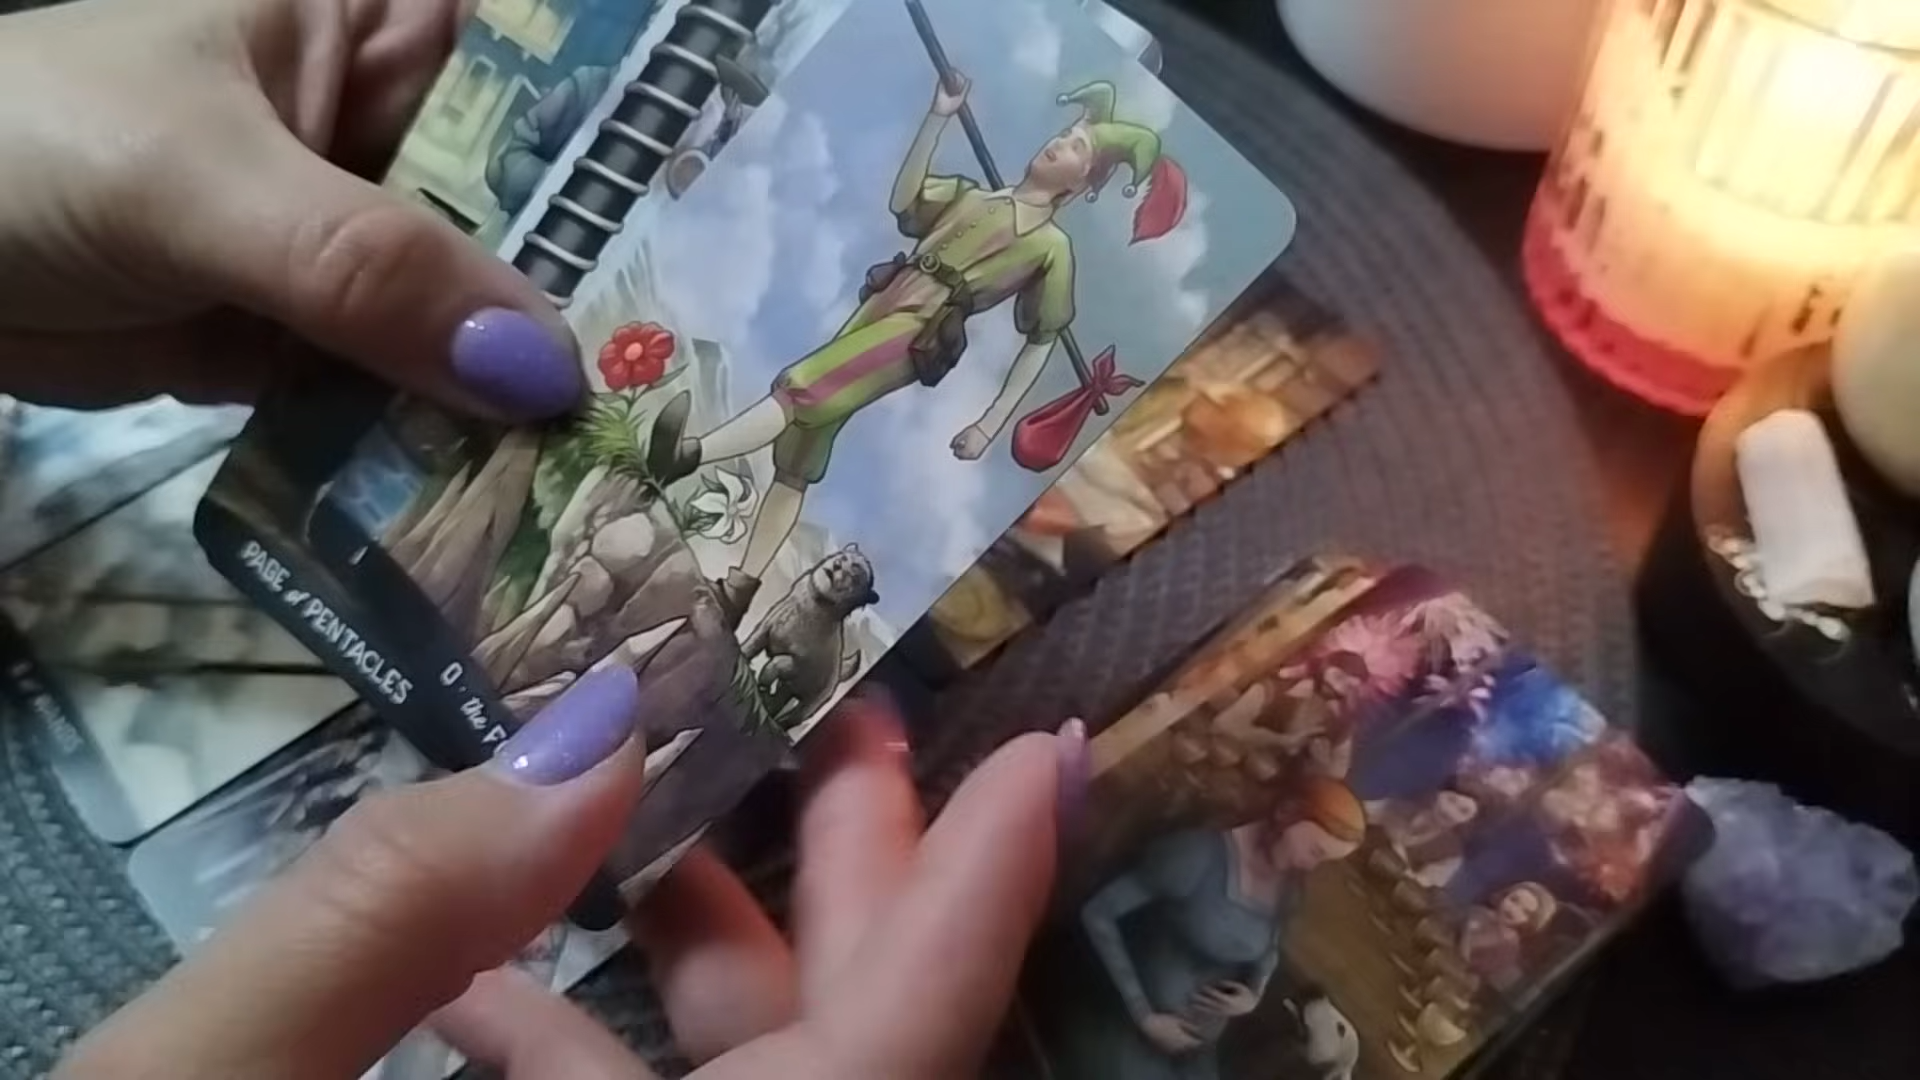 PAGE of PENTACLES
0 · the F